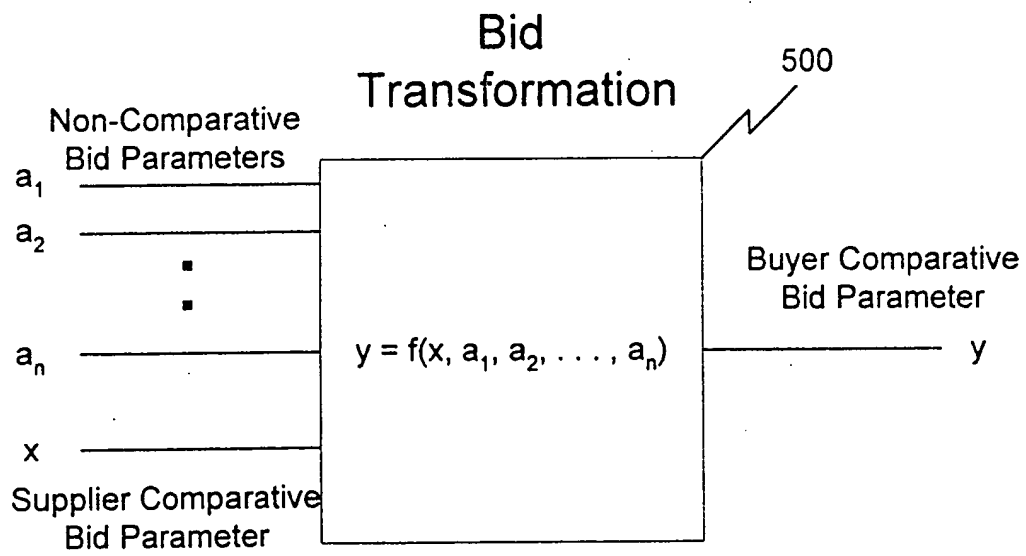 Bid
Transformation
500
Non-Comparative
Bid Parameters
a₁
a₂
aₙ
x
Supplier Comparative
Bid Parameter
y = f(x, a₁, a₂, . . . , aₙ)
Buyer Comparative
Bid Parameter
y